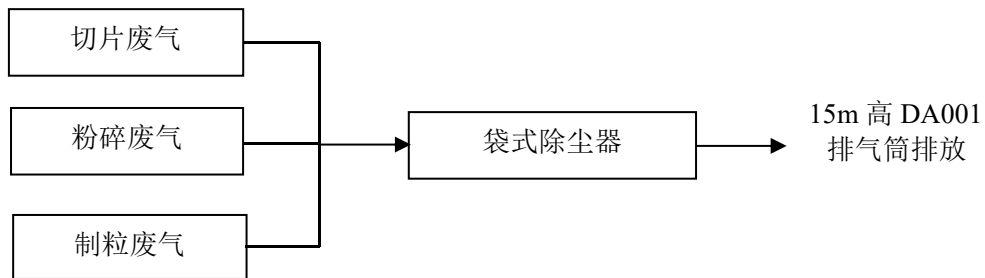 切片废气
粉碎废气
制粒废气
袋式除尘器
15m 高 DA001
排气筒排放